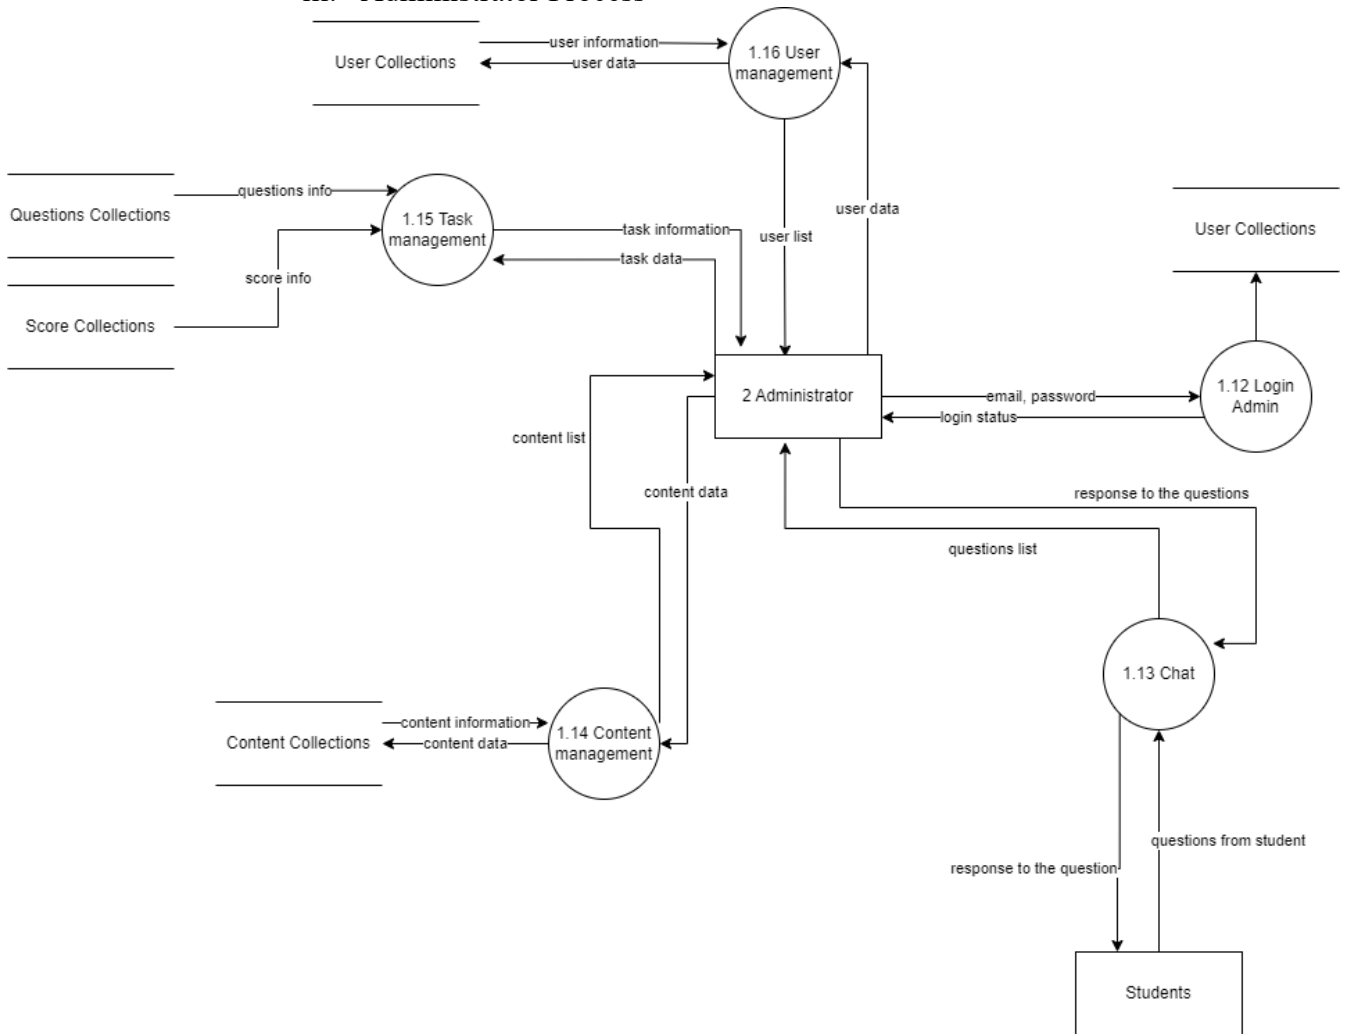 iii. Administrator Process
user information
User Collections
user data
1.16 User
management
questions info
Questions Collections
1.15 Task
management
task information
task data
user list
user data
User Collections
score info
Score Collections
2 Administrator
email, password
login status
1.12 Login
Admin
content list
content data
response to the questions
questions list
1.13 Chat
content information
Content Collections
content data
1.14 Content
management
questions from student
response to the question
Students